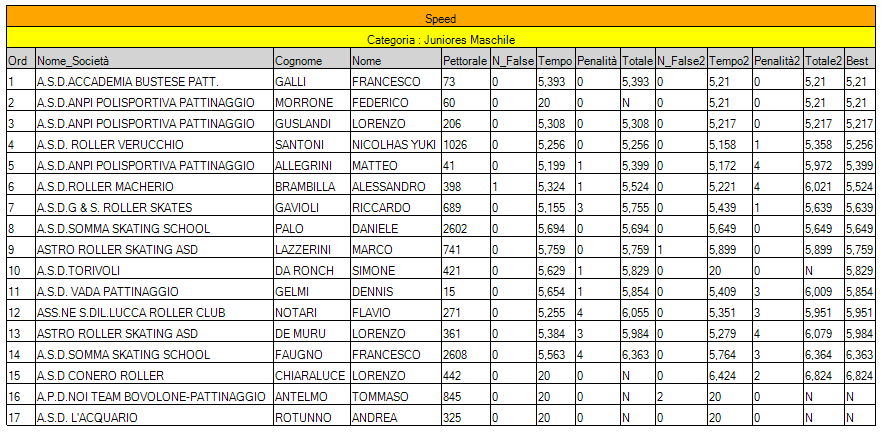 Speed
Categoria : Juniores Maschile
Ord Nome_Società Cognome Nome Pettorale N_False Tempo Penalità Totale N_False2 Tempo2 Penalità2 Totale2 Best
1 A.S.D.ACCADEMIA BUSTESE PATT. GALLI FRANCESCO 73 0 5,393 0 5,393 0 5,21 0 5,21 5,21
2 A.S.D.ANPI POLISPORTIVA PATTINAGGIO MORRONE FEDERICO 60 0 20 0 N 0 5,21 0 5,21 5,21
3 A.S.D.ANPI POLISPORTIVA PATTINAGGIO GUSLANDI LORENZO 206 0 5,308 0 5,308 0 5,217 0 5,217 5,217
4 A.S.D. ROLLER VERUCCHIO SANTONI NICOLHAS YUKI 1026 0 5,256 0 5,256 0 5,158 1 5,358 5,256
5 A.S.D.ANPI POLISPORTIVA PATTINAGGIO ALLEGRINI MATTEO 41 0 5,199 1 5,399 0 5,172 4 5,972 5,399
6 A.S.D.ROLLER MACHERIO BRAMBILLA ALESSANDRO 398 1 5,324 1 5,524 0 5,221 4 6,021 5,524
7 A.S.D.G & S. ROLLER SKATES GAVIOLI RICCARDO 689 0 5,155 3 5,755 0 5,439 1 5,639 5,639
8 A.S.D.SOMMA SKATING SCHOOL PALO DANIELE 2602 0 5,694 0 5,694 0 5,649 0 5,649 5,649
9 ASTRO ROLLER SKATING ASD LAZZERINI MARCO 741 0 5,759 0 5,759 1 5,899 0 5,899 5,759
10 A.S.D.TORIVOLI DA RONCH SIMONE 421 0 5,629 1 5,829 0 20 0 N 5,829
11 A.S.D. VADA PATTINAGGIO GELMI DENNIS 15 0 5,654 1 5,854 0 5,409 3 6,009 5,854
12 ASS.NE S.DIL.LUCCA ROLLER CLUB NOTARI FLAVIO 271 0 5,255 4 6,055 0 5,351 3 5,951 5,951
13 ASTRO ROLLER SKATING ASD DE MURU LORENZO 361 0 5,384 3 5,984 0 5,279 4 6,079 5,984
14 A.S.D.SOMMA SKATING SCHOOL FAUGNO FRANCESCO 2608 0 5,563 4 6,363 0 5,764 3 6,364 6,363
15 A.S.D CONERO ROLLER CHIARALUCE LORENZO 442 0 20 0 N 0 6,424 2 6,824 6,824
16 A.P.D.NOI TEAM BOVOLONE-PATTINAGGIO ANTELMO TOMMASO 845 0 20 0 N 2 20 0 N N
17 A.S.D. L'ACQUARIO ROTUNNO ANDREA 325 0 20 0 N 0 20 0 N N